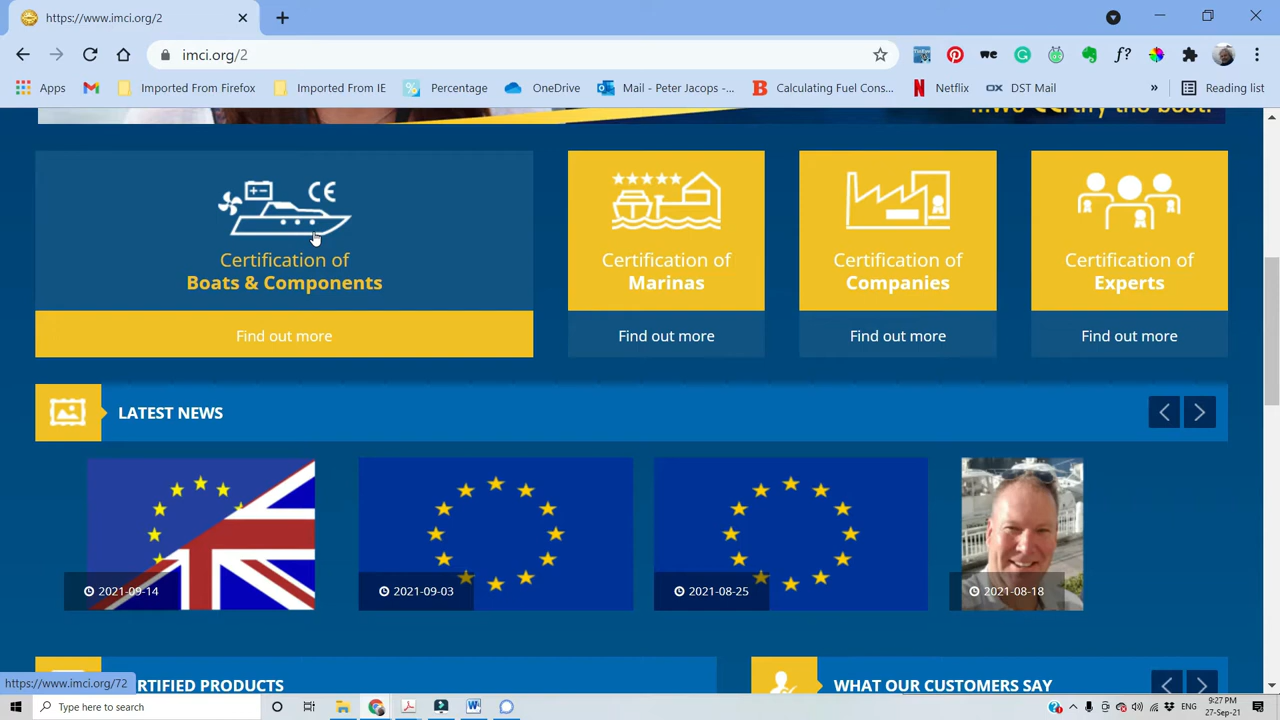 https://www.imci.org/2
imci.org/2
Apps
Imported From Firefox
Imported From IE
Percentage
OneDrive
Mail - Peter Jacops -...
Calculating Fuel Cons...
Netflix
DST Mail
»
Reading list
CE
Certification of
Boats & Components
Find out more
Certification of
Marinas
Find out more
Certification of
Companies
Find out more
Certification of
Experts
Find out more
LATEST NEWS
2021-09-14
2021-09-03
2021-08-25
2021-08-18
https://www.imci.org/72
RTIFIED PRODUCTS
WHAT OUR CUSTOMERS SAY
Type here to search
ENG
9:27 PM
27-Sep-21